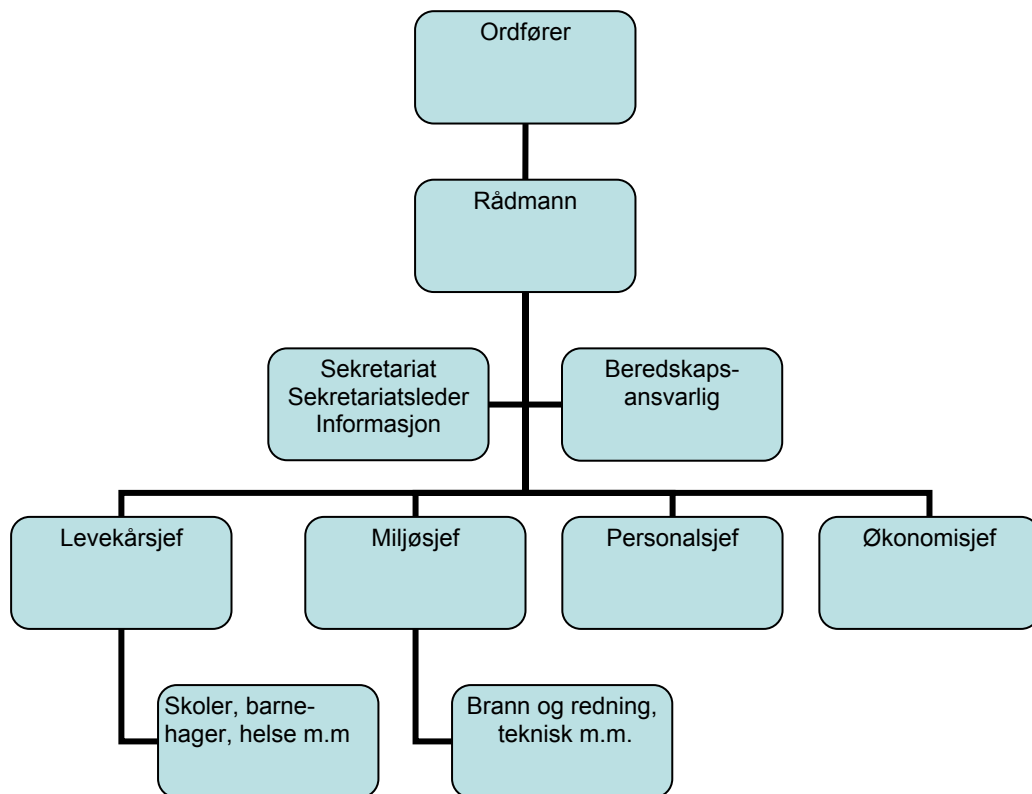 Ordfører
Rådmann
Sekretariat
Sekretariatsleder
Informasjon
Beredskaps-
ansvarlig
Levekårsjef
Miljøsjef
Personalsjef
Økonomisjef
Skoler, barne-
hager, helse m.m
Brann og redning,
teknisk m.m.